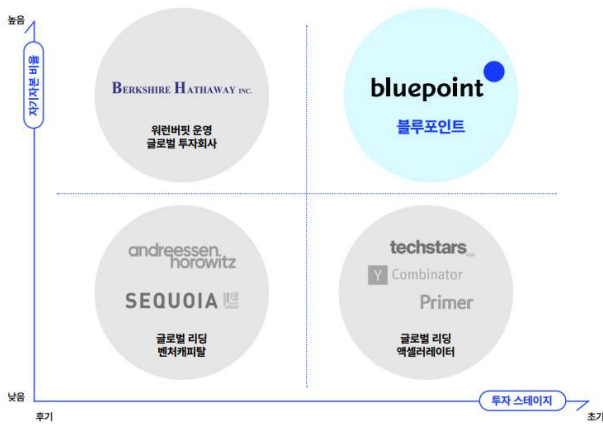 높음
자기자본 비율
BERKSHIRE HATHAWAY INC.
워런버핏 운영
글로벌 투자회사
bluepoint
블루포인트
andreessen.
horowitz
SEQUOIA
글로벌 리딩
벤처캐피탈
techstars_
Y Combinator
Primer
글로벌 리딩
액셀러레이터
낮음
투자 스테이지
후기
초기